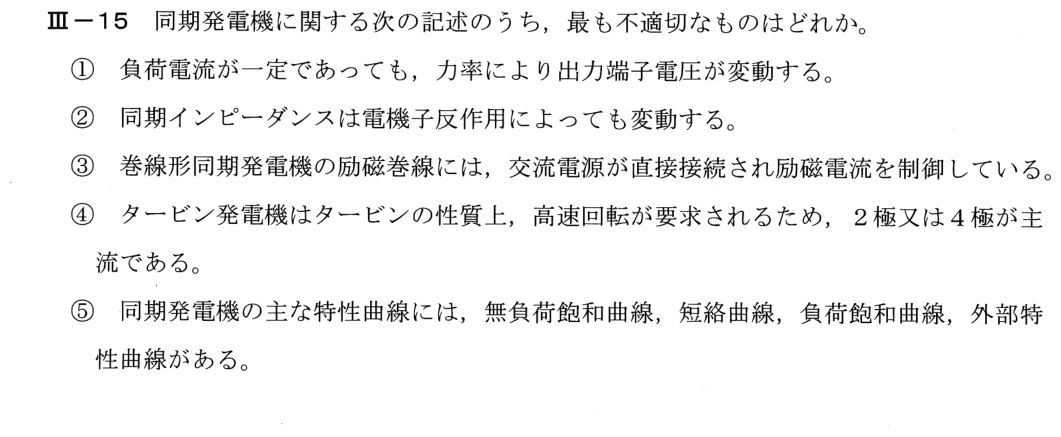 Ⅲ－15　同期発電機に関する次の記述のうち，最も不適切なものはどれか。
①　負荷電流が一定であっても，力率により出力端子電圧が変動する。
②　同期インピーダンスは電機子反作用によっても変動する。
③　巻線形同期発電機の励磁巻線には，交流電源が直接接続され励磁電流を制御している。
④　タービン発電機はタービンの性質上，高速回転が要求されるため，２極又は４極が主
流である。
⑤　同期発電機の主な特性曲線には，無負荷飽和曲線，短絡曲線，負荷飽和曲線，外部特
性曲線がある。